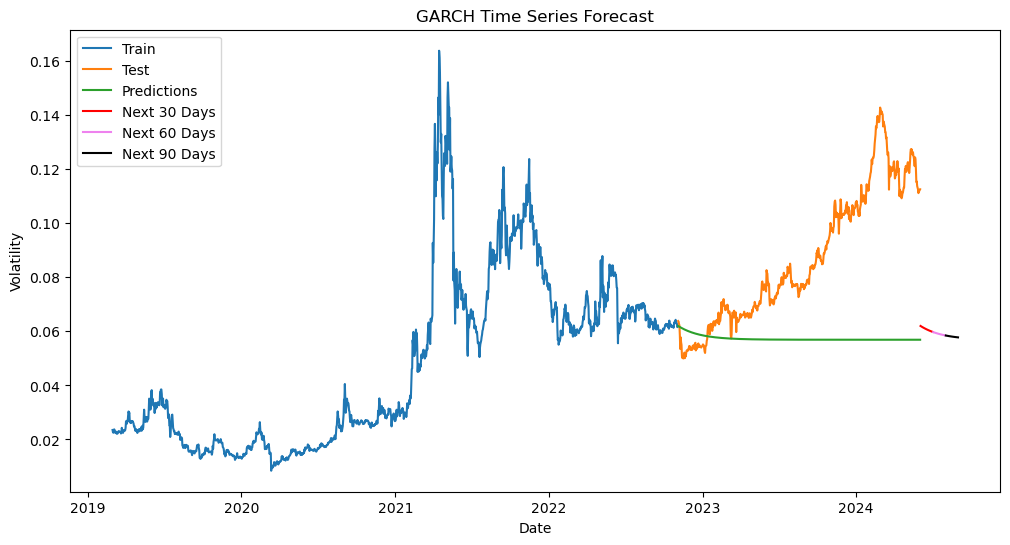 GARCH Time Series Forecast
Train
Test
Predictions
Next 30 Days
Next 60 Days
Next 90 Days
0.16
0.14
0.12
0.10
0.08
0.06
0.04
0.02
Volatility
2019 2020 2021 2022 2023 2024
Date